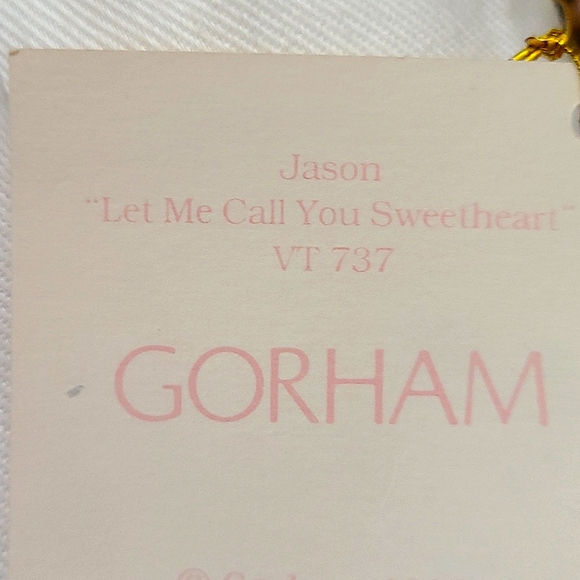 Jason
"Let Me Call You Sweetheart"
VT 737
GORHAM
©